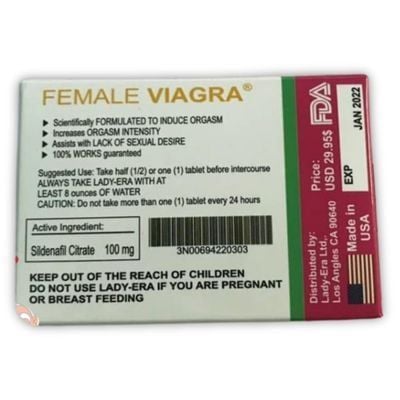 FEMALE VIAGRA®
Scientifically FORMULATED TO INDUCE ORGASM
Increases ORGASM INTENSITY
Assists with LACK OF SEXUAL DESIRE
100% WORKS guaranteed
Suggested Use: Take half (1/2) or one (1) tablet before intercourse
ALWAYS TAKE LADY-ERA WITH AT
LEAST 8 ounces OF WATER
CAUTION: Do not take more than one (1) tablet every 24 hours
Active Ingredient:
Sildenafil Citrate 100 mg
3N00694220303
KEEP OUT OF THE REACH OF CHILDREN
DO NOT USE LADY-ERA IF YOU ARE PREGNANT
OR BREAST FEEDING
FDA
JAN 2022
EXP
Price:
USD 29.95$
Made in
USA
Distributed by:
Lady-Era Ltd.
Los Angles CA 90640